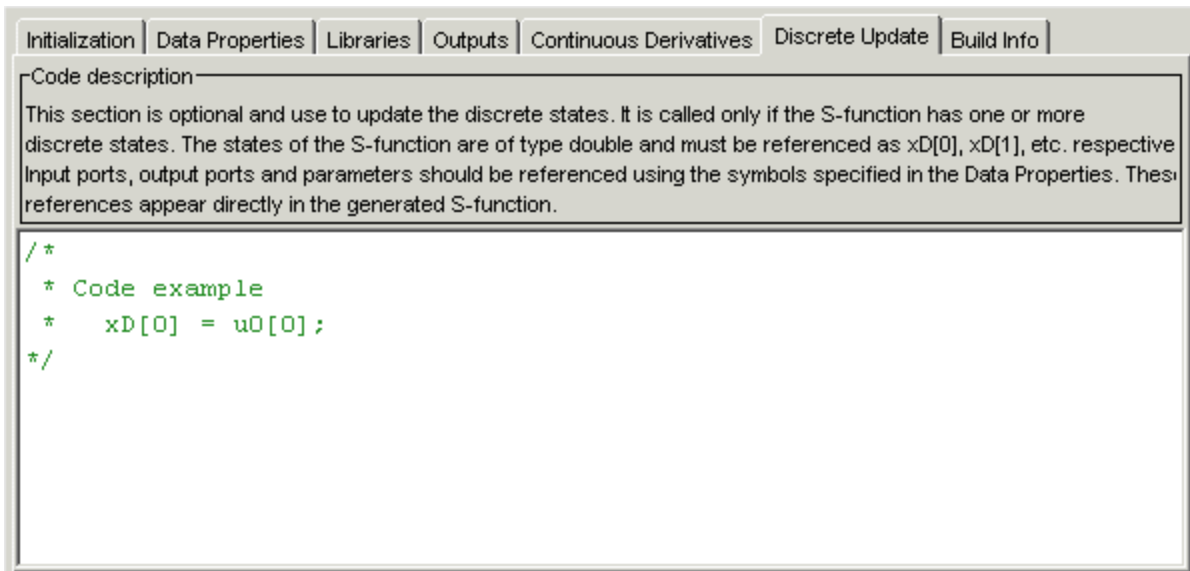 Initialization Data Properties Libraries Outputs Continuous Derivatives Discrete Update Build Info
Code description
This section is optional and use to update the discrete states. It is called only if the S-function has one or more
discrete states. The states of the S-function are of type double and must be referenced as xD[0], xD[1], etc. respective
Input ports, output ports and parameters should be referenced using the symbols specified in the Data Properties. These
references appear directly in the generated S-function.
/*
 * Code example
 *   xD[0] = u0[0];
*/